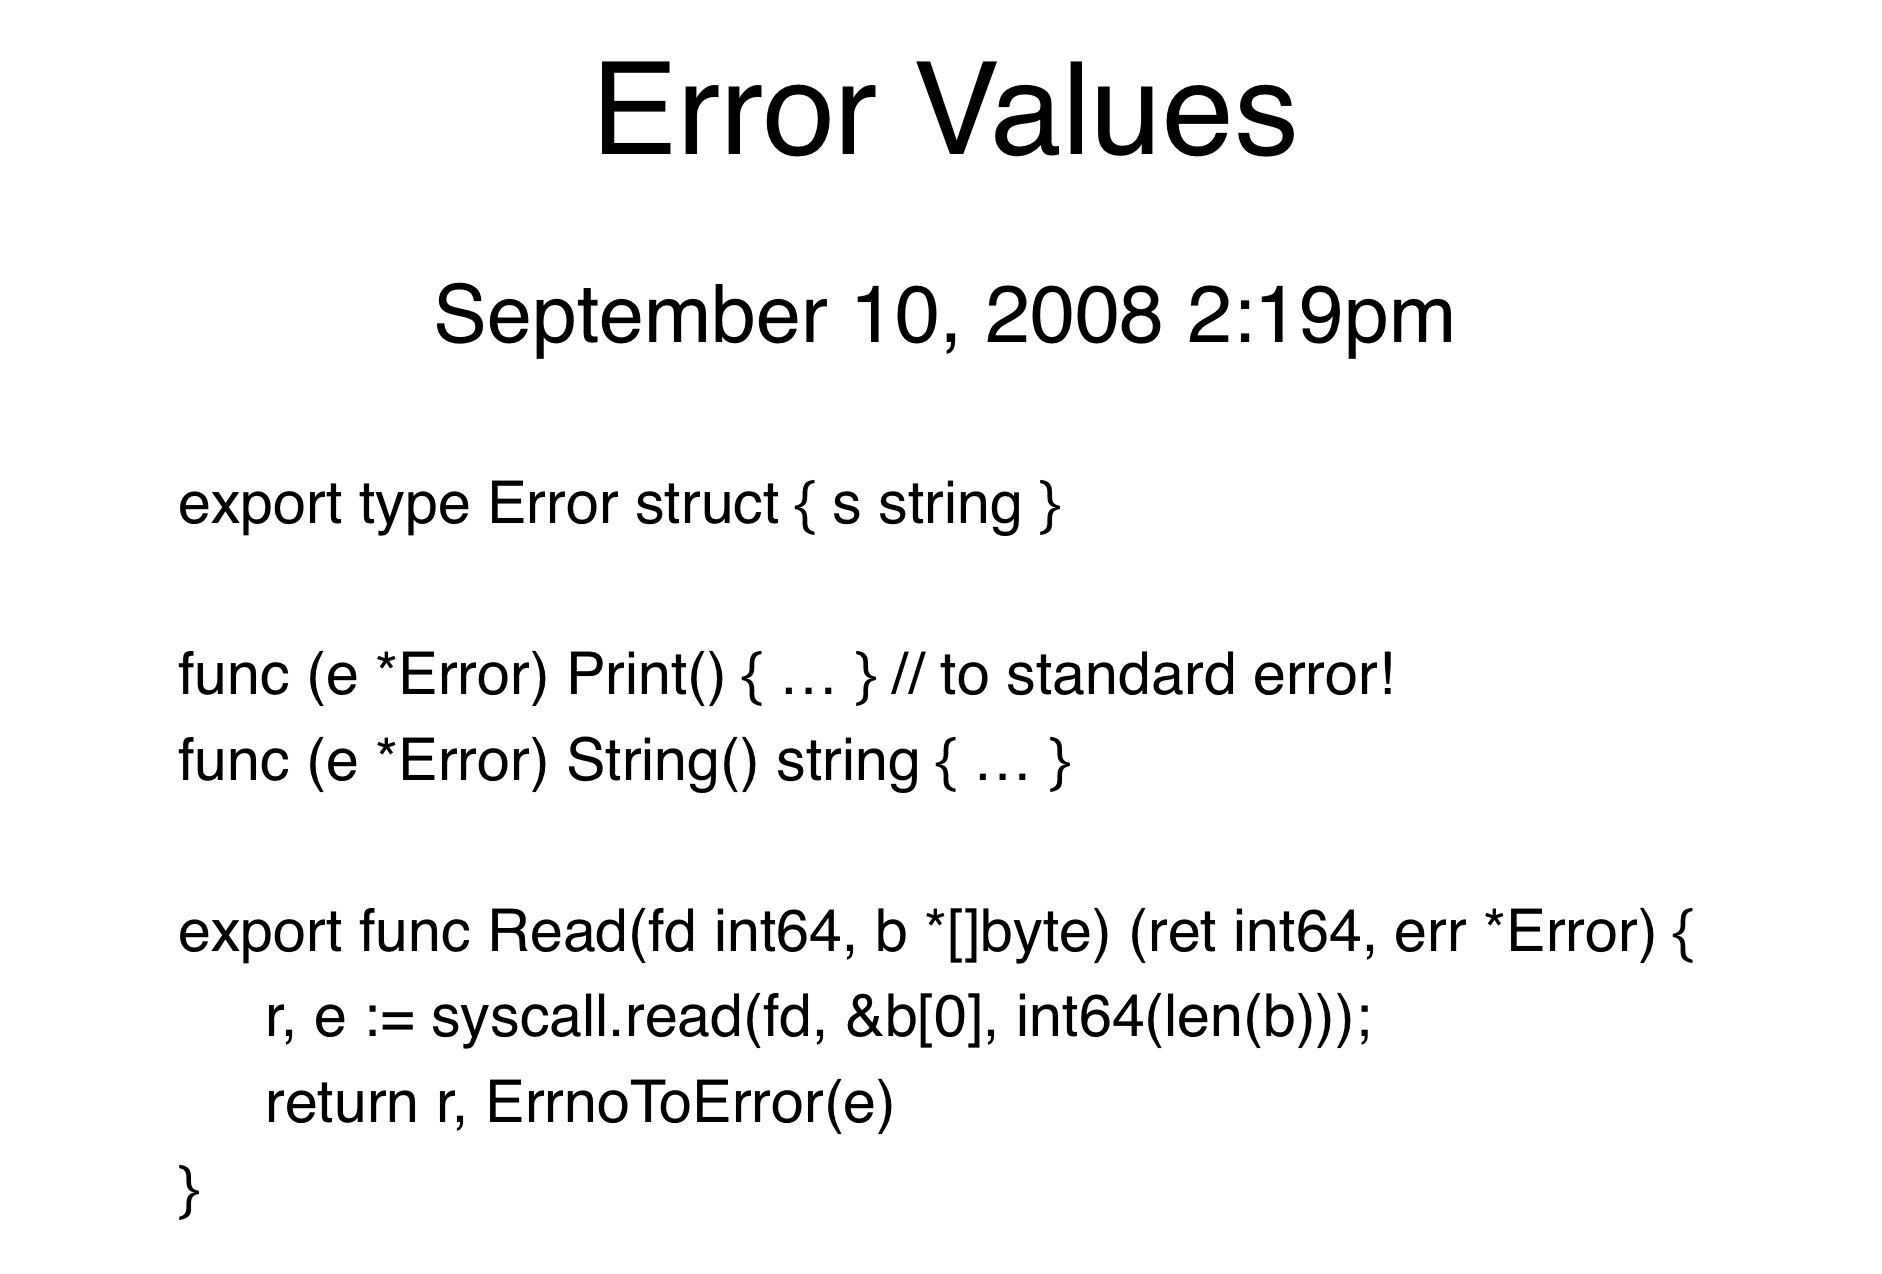 Error Values
September 10, 2008 2:19pm
export type Error struct { s string }
func (e *Error) Print() { … } // to standard error!
func (e *Error) String() string { … }
export func Read(fd int64, b *[]byte) (ret int64, err *Error) {
r, e := syscall.read(fd, &b[0], int64(len(b)));
return r, ErrnoToError(e)
}